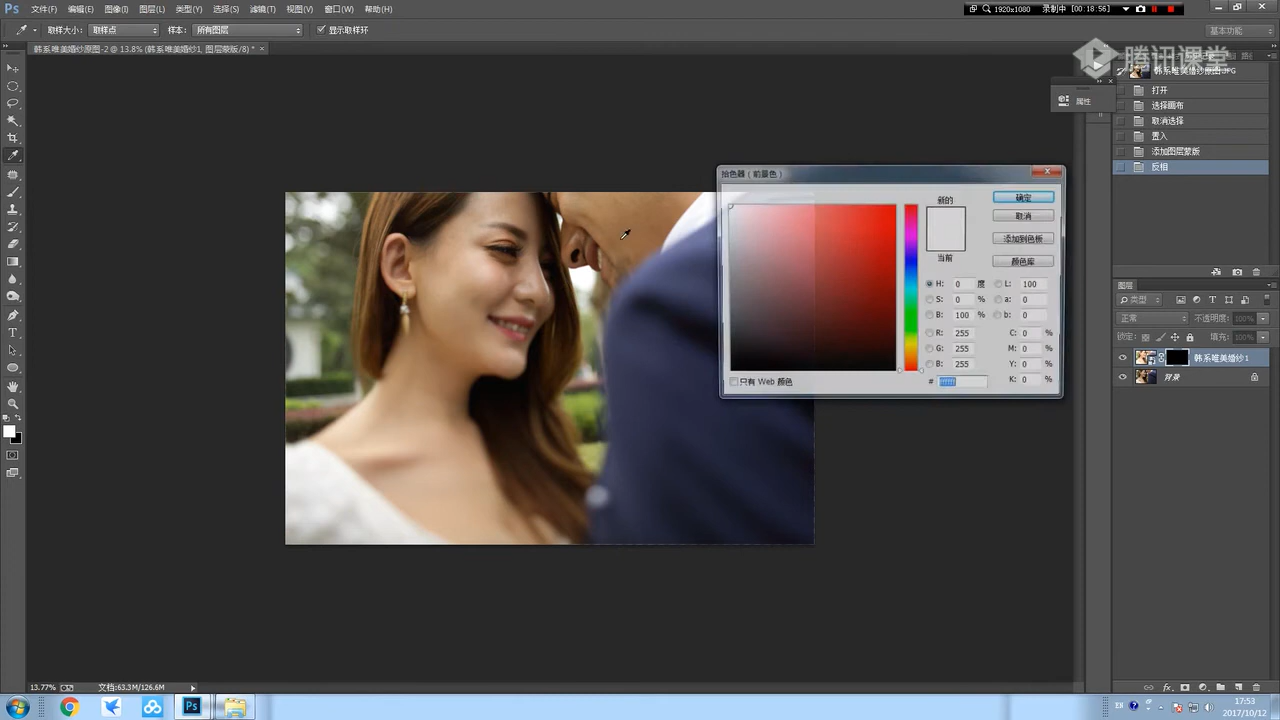 Ps 文件(F) 编辑(E) 图像(I) 图层(L) 类型(Y) 选择(S) 滤镜(T) 视图(V) 窗口(W) 帮助(H)
1920x1080 录制中 [00:18:56]
取样大小: 取样点 样本: 所有图层 显示取样环
基本功能
韩系唯美婚纱原图-2 @ 13.8% (韩系唯美婚纱1, 图层蒙版/8) *
腾讯课堂
韩系唯美婚纱原图.JPG
打开
属性
选择画布
取消选择
置入
添加图层蒙版
反相
拾色器（前景色）
新的
确定
取消
添加到色板
当前
颜色库
H: 0 度 L: 100
S: 0 % a: 0
B: 100 % b: 0
R: 255 C: 0 %
G: 255 M: 0 %
B: 255 Y: 0 %
K: 0 %
只有 Web 颜色
# ffffff
图层
类型
正常 不透明度: 100%
锁定: 填充: 100%
韩系唯美婚纱1
背景
fx
13.77% 文档:63.3M/126.6M
Ps
EN
17:53
2017/10/12